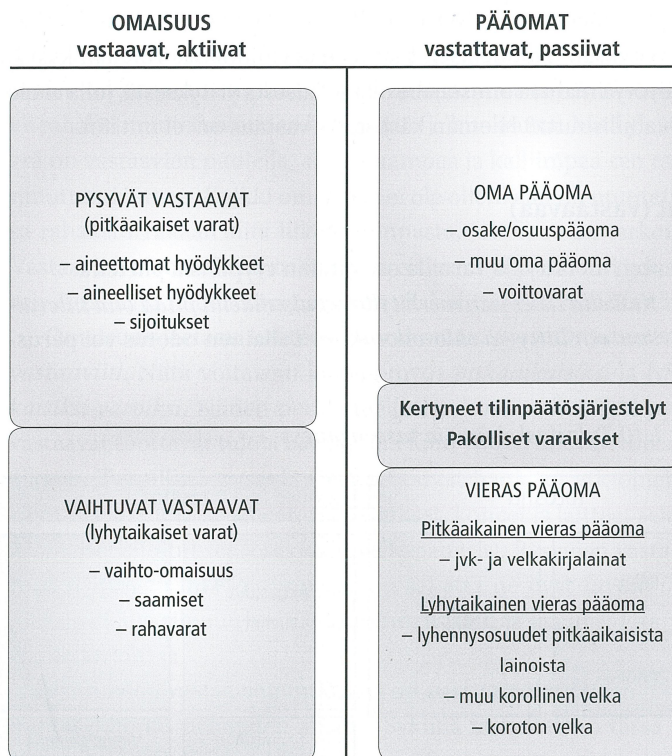 OMAISUUS
vastaavat, aktiivat
PYSYVÄT VASTAAVAT
(pitkäaikaiset varat)
– aineettomat hyödykkeet
– aineelliset hyödykkeet
– sijoitukset
VAIHTUVAT VASTAAVAT
(lyhytaikaiset varat)
– vaihto-omaisuus
– saamiset
– rahavarat
PÄÄOMAT
vastattavat, passiivat
OMA PÄÄOMA
– osake/osuuspääoma
– muu oma pääoma
– voittovarat
Kertyneet tilinpäätösjärjestelyt
Pakolliset varaukset
VIERAS PÄÄOMA
Pitkäaikainen vieras pääoma
– jvk- ja velkakirjalainat
Lyhytaikainen vieras pääoma
– lyhennysosuudet pitkäaikaisista
lainoista
– muu korollinen velka
– koroton velka